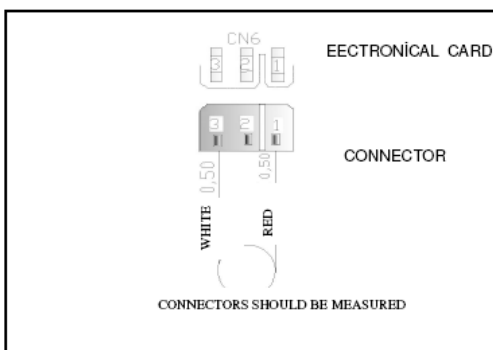 CN6
3 2 1
EECTRONİCAL CARD
3 2 1
CONNECTOR
0,50 0,50
WHITE RED
CONNECTORS SHOULD BE MEASURED